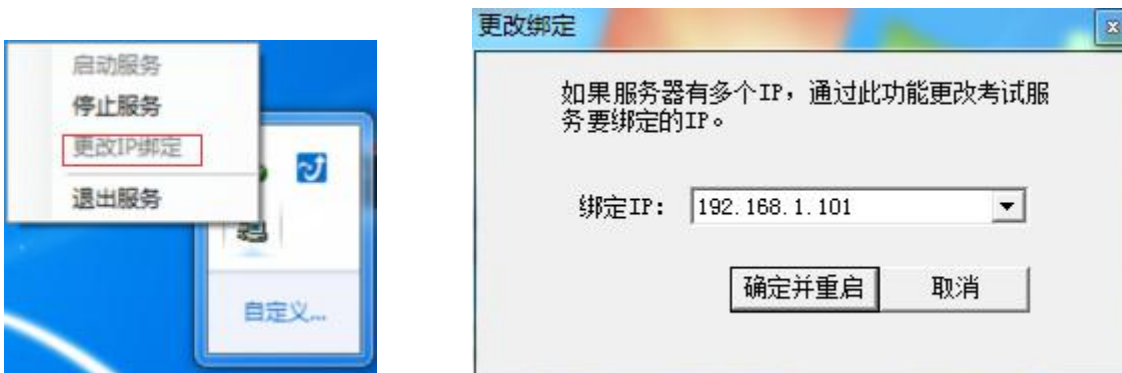 启动服务
停止服务
更改IP绑定
退出服务
自定义...
更改绑定
如果服务器有多个IP，通过此功能更改考试服
务要绑定的IP。
绑定IP： 192.168.1.101
确定并重启 取消